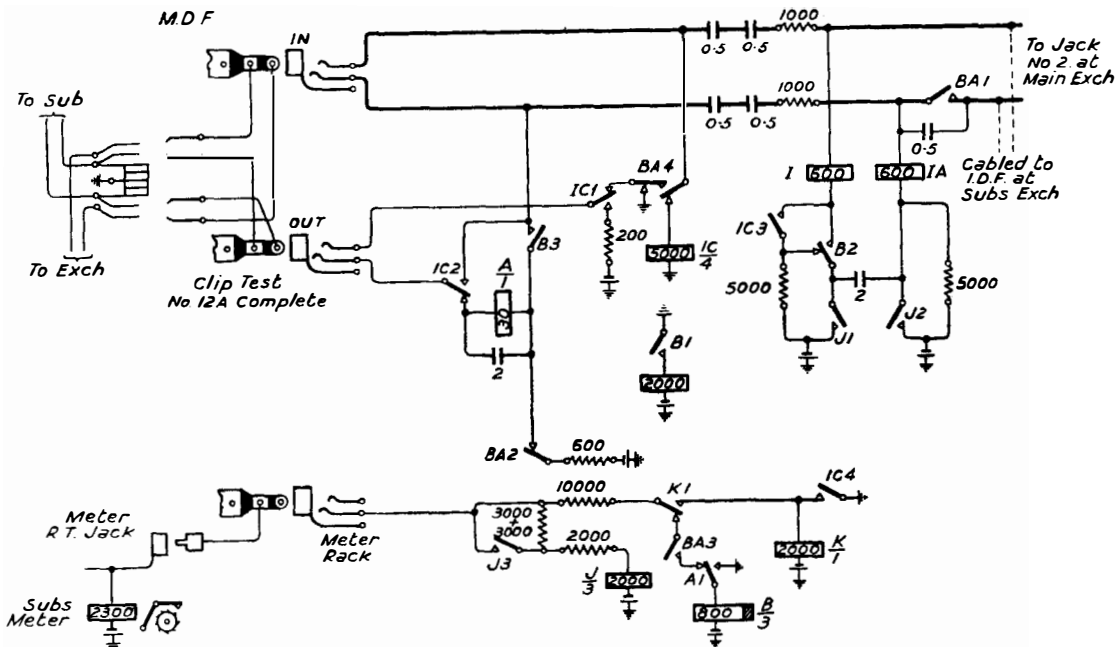 M.D.F
IN
1000
0.5
0.5
To Jack
No 2. at
Main Exch
To Sub
1000
BA1
0.5
0.5
0.5
BA4
IC1
I
500
600
IA
Cabled to
I.D.F. at
Subs Exch
OUT
200
5000
IC
4
IC3
B2
B3
To Exch
Clip Test
No. 12A Complete
IC2
A
1
30
5000
2
J1
J2
5000
B1
2
2000
BA2
600
IC4
10000
K1
Meter
R.T. Jack
Meter
Rack
3000
+
3000
2000
J3
BA3
2000
K
1
J
3
2000
A1
Subs
Meter
2300
800
B
3